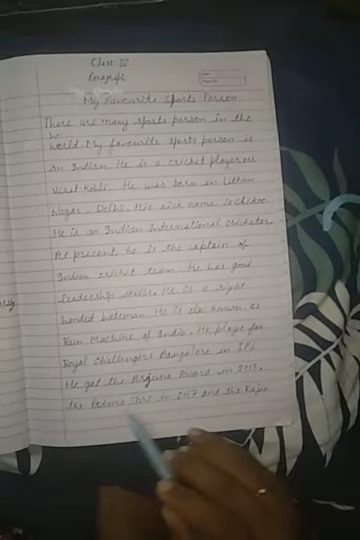 Class IV
Paragraph
My Favourite Sports Person
There are many sports person in the
world. My favourite sports person is
an Indian. He is a cricket player
Virat Kohli. He was born in Uttam
Nagar, Delhi. His nick name is chikoo.
He is an Indian International cricketer.
At present he is the captain of
Indian cricket team. He has good
leadership skills. He is a right
handed batsman. He is also known as
Run Machine of India. He plays for
Royal Challengers Bangalore in IPL
He got the Arjuna Award in 2013,
the Padma Shri in 2017 and the Rajiv